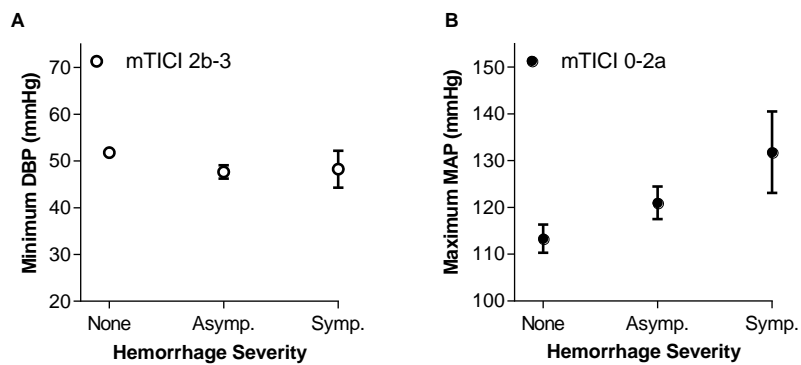 A
mTICI 2b-3
Minimum DBP (mmHg)
70
60
50
40
30
20
None Asymp. Symp.
Hemorrhage Severity
B
mTICI 0-2a
Maximum MAP (mmHg)
150
140
130
120
110
100
None Asymp. Symp.
Hemorrhage Severity